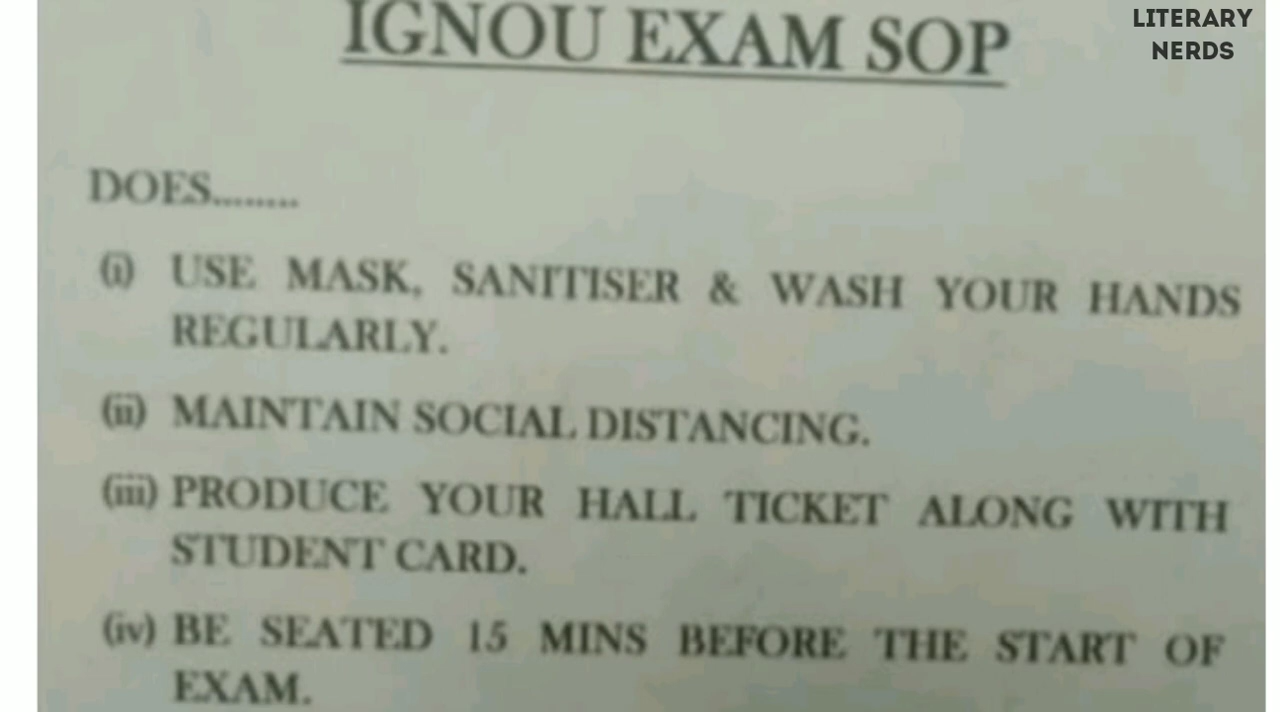 LITERARY
NERDS
IGNOU EXAM SOP
DOES........
(i) USE MASK, SANITISER & WASH YOUR HANDS
REGULARLY.
(ii) MAINTAIN SOCIAL DISTANCING.
(iii) PRODUCE YOUR HALL TICKET ALONG WITH
STUDENT CARD.
(iv) BE SEATED 15 MINS BEFORE THE START OF
EXAM.